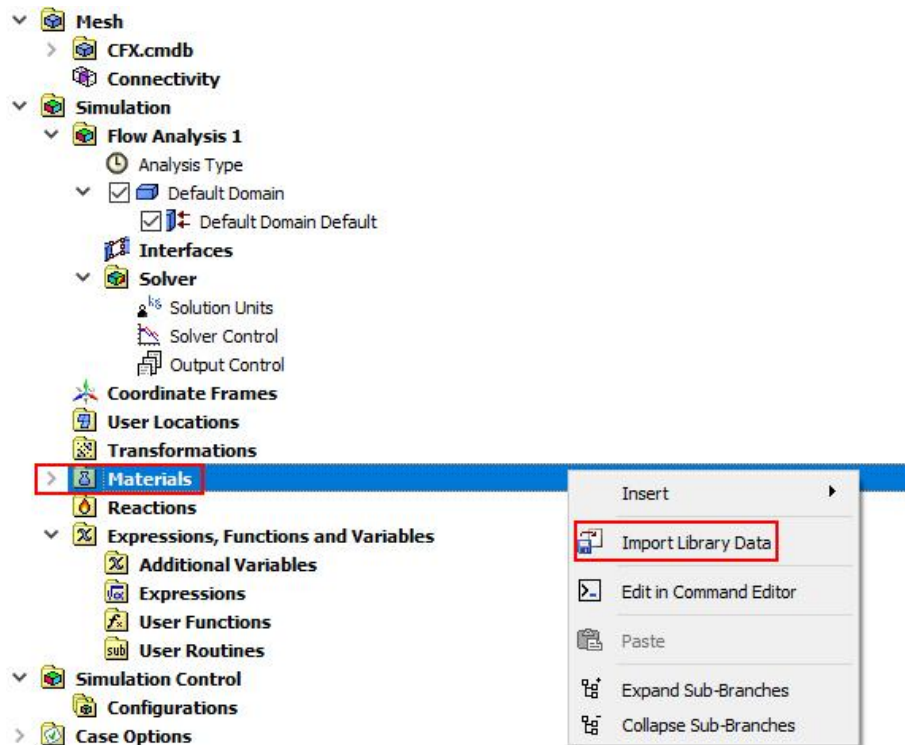 Mesh
CFX.cmdb
Connectivity
Simulation
Flow Analysis 1
Analysis Type
Default Domain
Default Domain Default
Interfaces
Solver
Solution Units
Solver Control
Output Control
Coordinate Frames
User Locations
Transformations
Materials
Reactions
Expressions, Functions and Variables
Additional Variables
Expressions
User Functions
User Routines
Simulation Control
Configurations
Case Options
Insert
Import Library Data
Edit in Command Editor
Paste
Expand Sub-Branches
Collapse Sub-Branches